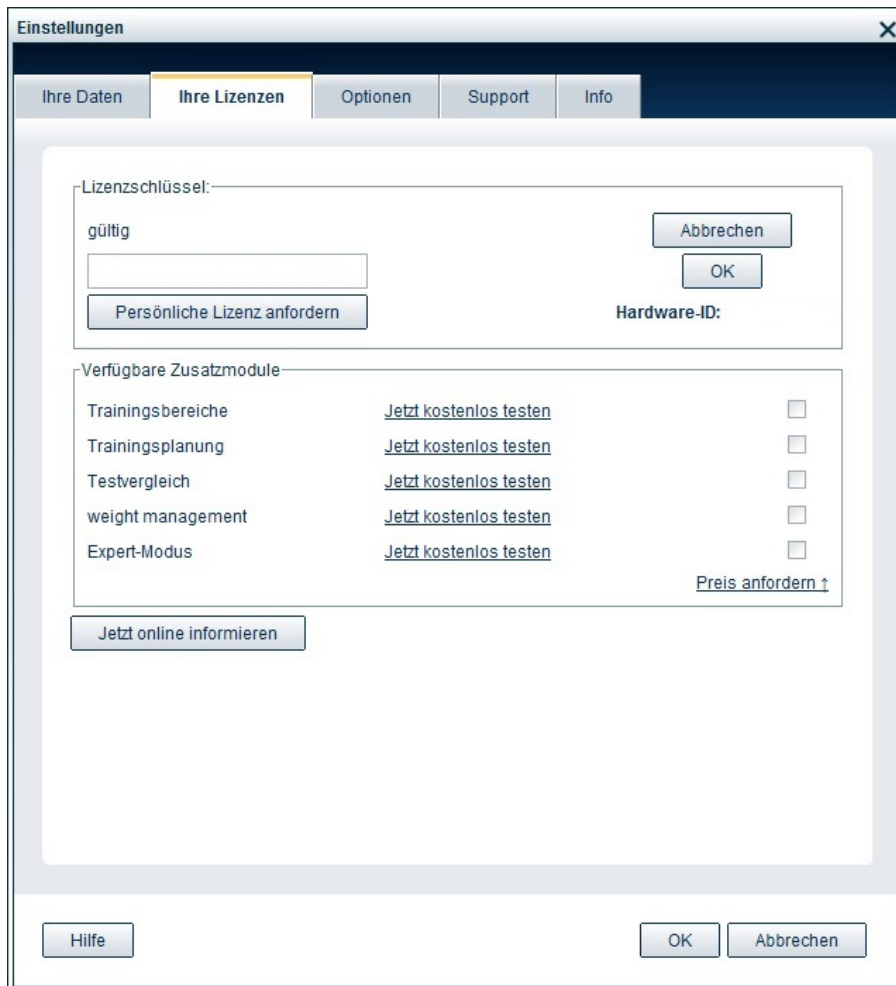 Einstellungen
Ihre Daten Ihre Lizenzen Optionen Support Info
Lizenzschlüssel:
gültig Abbrechen
OK
Persönliche Lizenz anfordern Hardware-ID:
Verfügbare Zusatzmodule
Trainingsbereiche Jetzt kostenlos testen
Trainingsplanung Jetzt kostenlos testen
Testvergleich Jetzt kostenlos testen
weight management Jetzt kostenlos testen
Expert-Modus Jetzt kostenlos testen
Preis anfordern ↑
Jetzt online informieren
Hilfe OK Abbrechen